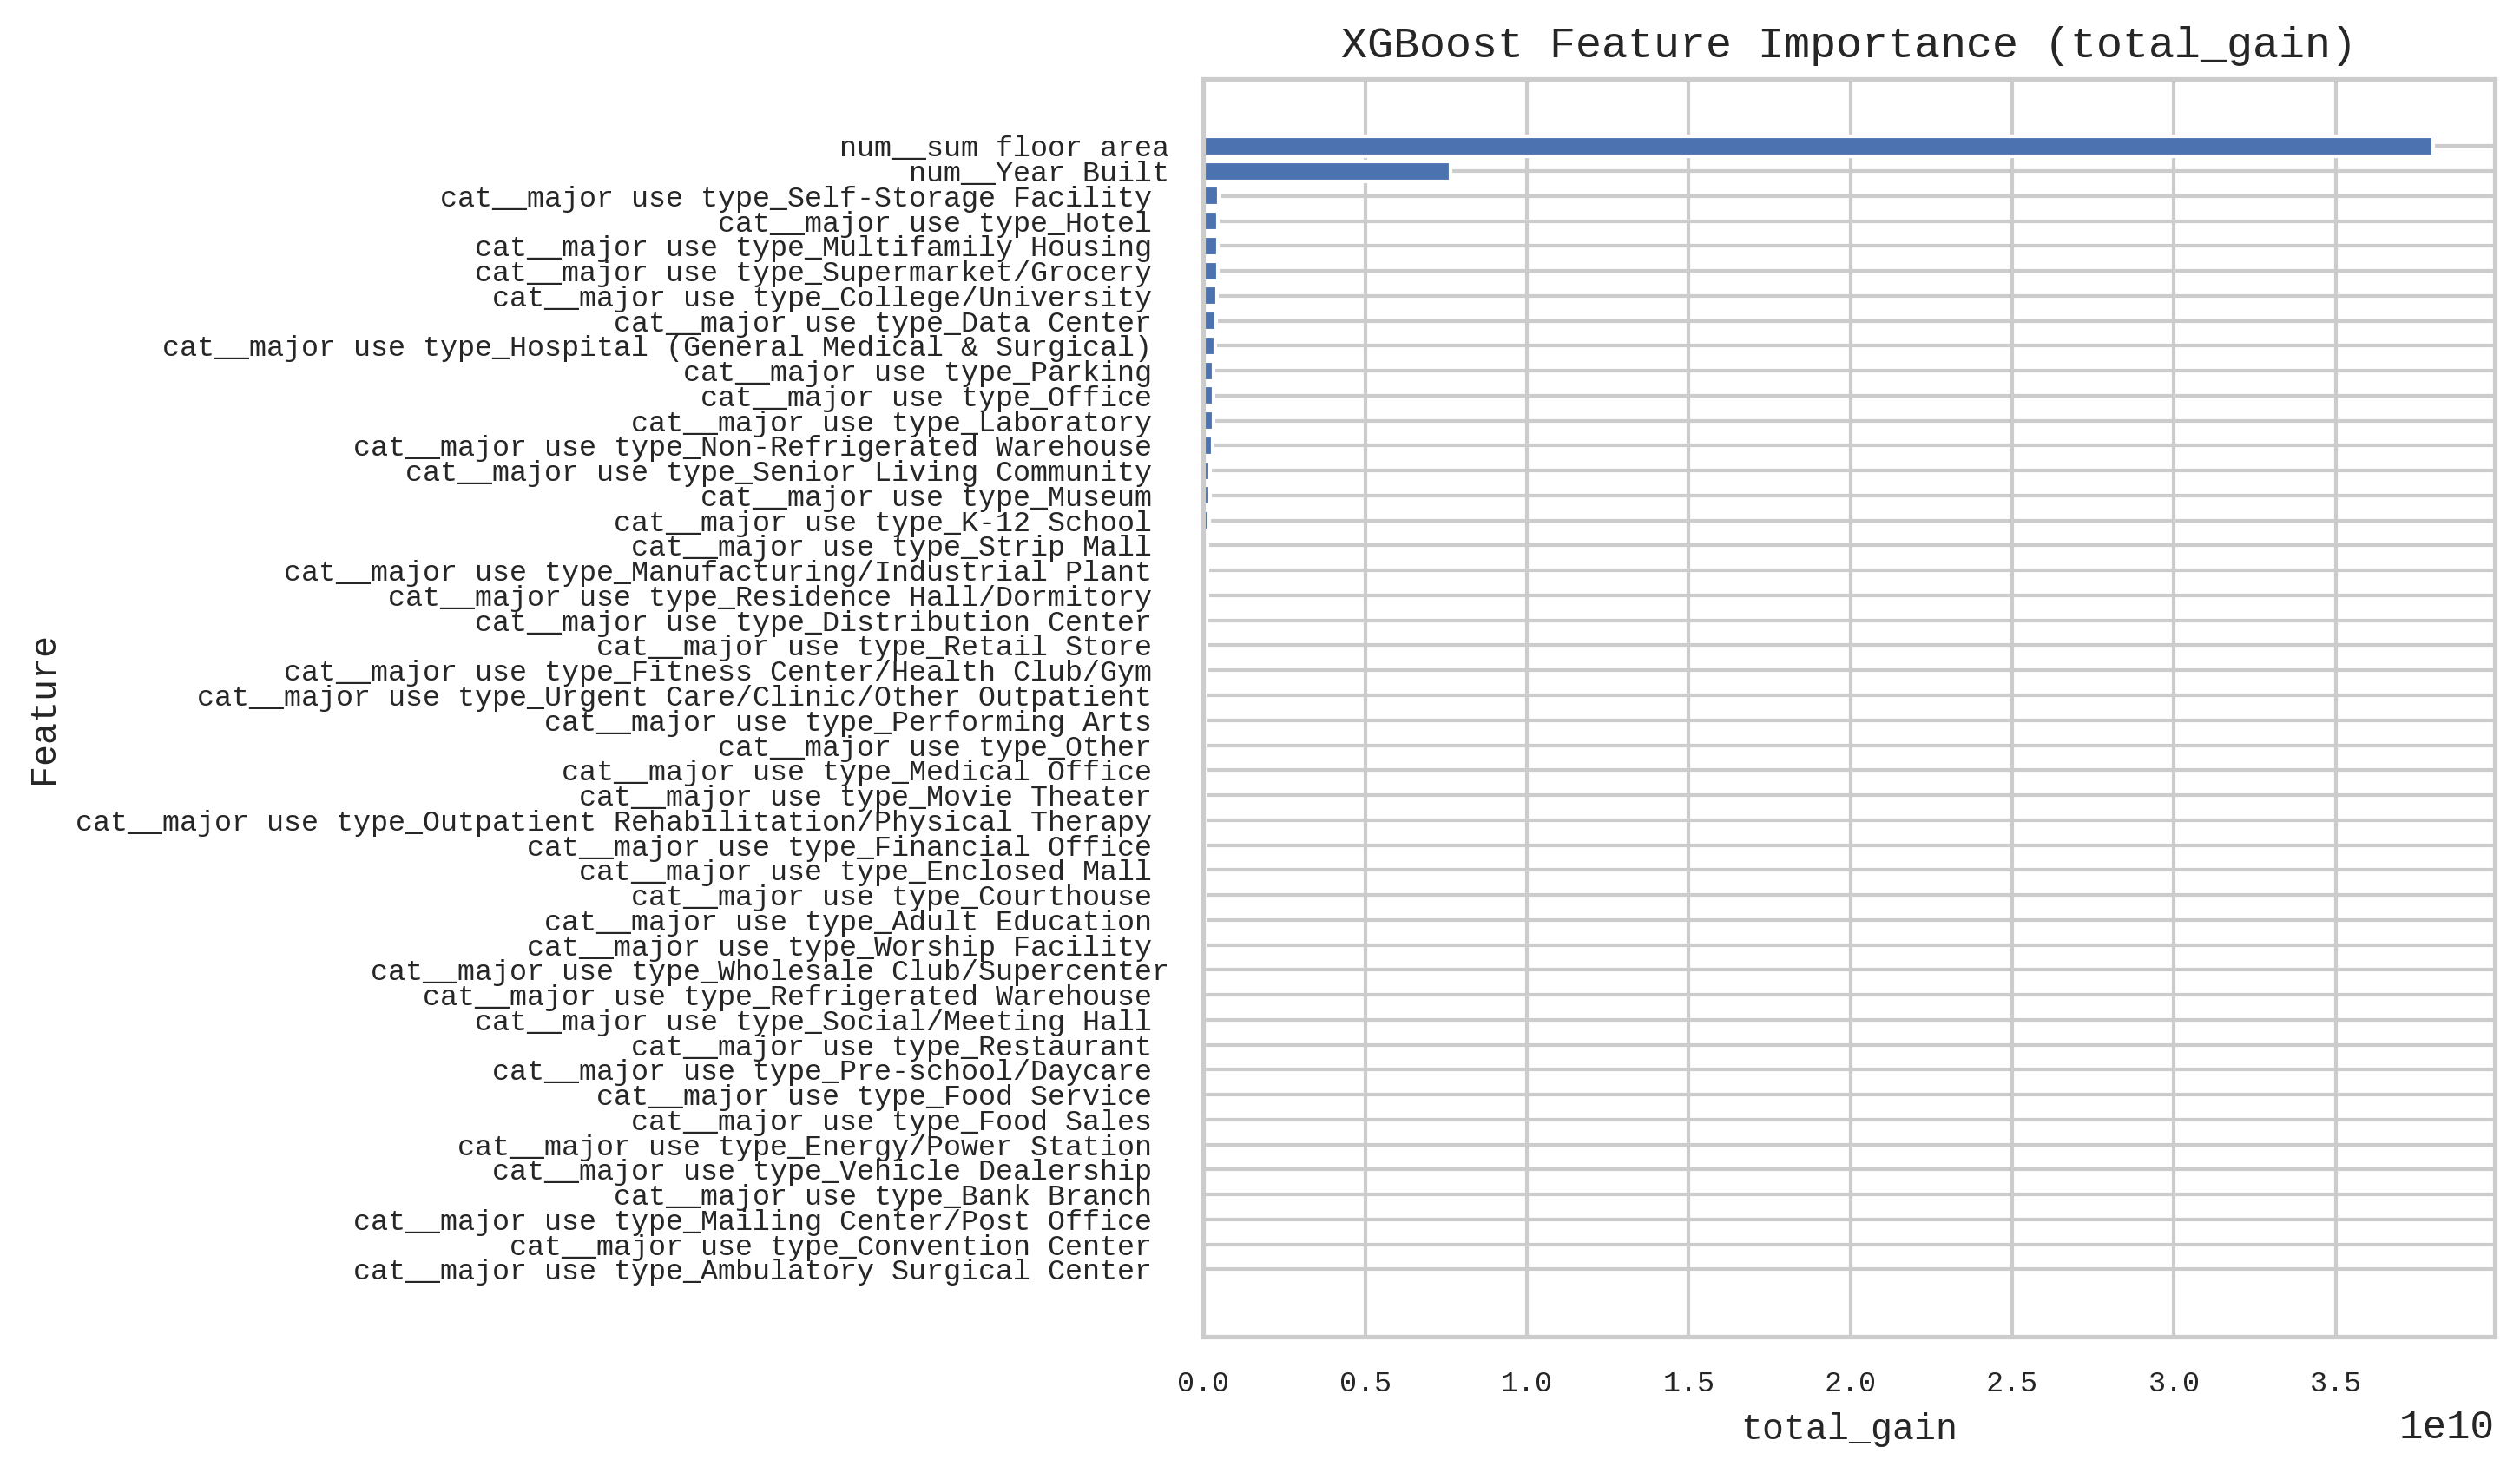 XGBoost Feature Importance (total_gain)
num__sum floor area
num__Year Built
cat__major use type_Self-Storage Facility
cat__major use type_Hotel
cat__major use type_Multifamily Housing
cat__major use type_Supermarket/Grocery
cat__major use type_College/University
cat__major use type_Data Center
cat__major use type_Hospital (General Medical & Surgical)
cat__major use type_Parking
cat__major use type_Office
cat__major use type_Laboratory
cat__major use type_Non-Refrigerated Warehouse
cat__major use type_Senior Living Community
cat__major use type_Museum
cat__major use type_K-12 School
cat__major use type_Strip Mall
cat__major use type_Manufacturing/Industrial Plant
cat__major use type_Residence Hall/Dormitory
cat__major use type_Distribution Center
cat__major use type_Retail Store
cat__major use type_Fitness Center/Health Club/Gym
cat__major use type_Urgent Care/Clinic/Other Outpatient
cat__major use type_Performing Arts
cat__major use type_Other
cat__major use type_Medical Office
cat__major use type_Movie Theater
cat__major use type_Outpatient Rehabilitation/Physical Therapy
cat__major use type_Financial Office
cat__major use type_Enclosed Mall
cat__major use type_Courthouse
cat__major use type_Adult Education
cat__major use type_Worship Facility
cat__major use type_Wholesale Club/Supercenter
cat__major use type_Refrigerated Warehouse
cat__major use type_Social/Meeting Hall
cat__major use type_Restaurant
cat__major use type_Pre-school/Daycare
cat__major use type_Food Service
cat__major use type_Food Sales
cat__major use type_Energy/Power Station
cat__major use type_Vehicle Dealership
cat__major use type_Bank Branch
cat__major use type_Mailing Center/Post Office
cat__major use type_Convention Center
cat__major use type_Ambulatory Surgical Center
Feature
0.0 0.5 1.0 1.5 2.0 2.5 3.0 3.5
total_gain
1e10